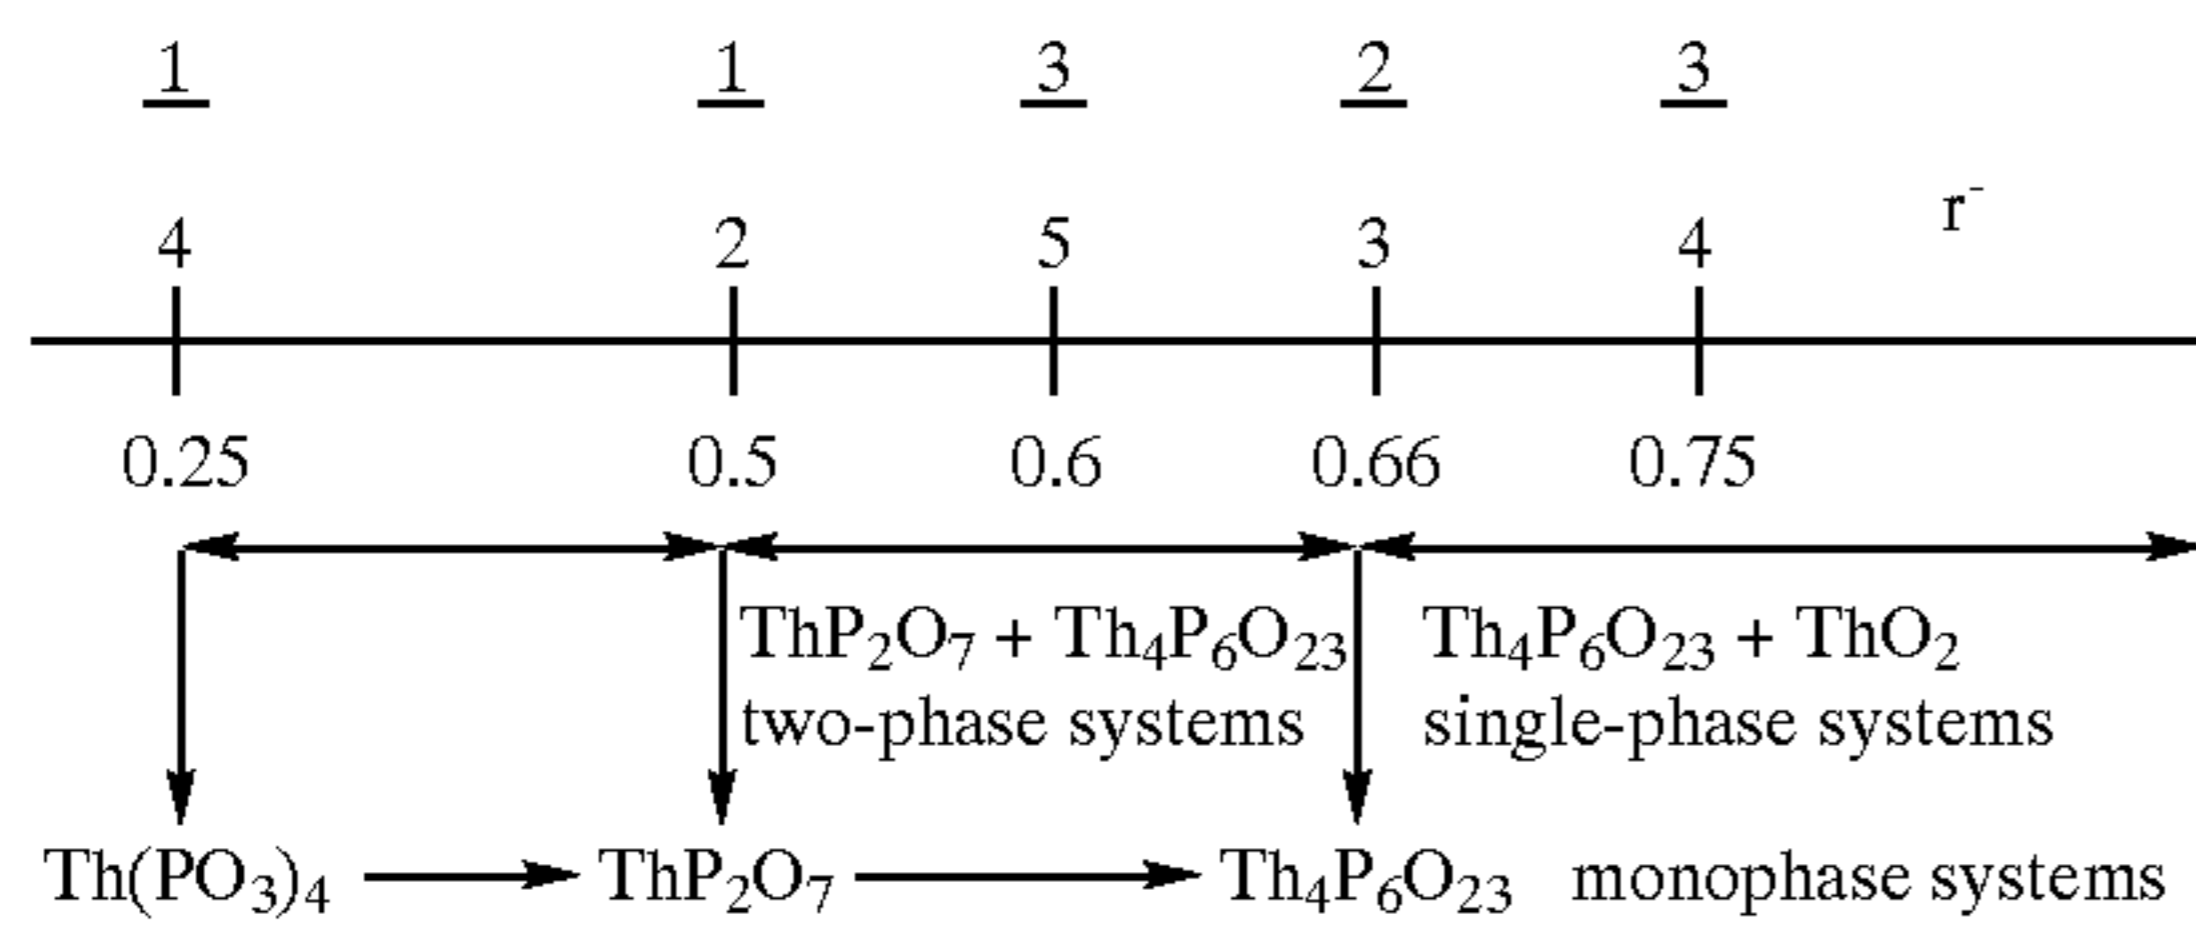 1 1 3 2 3
4 2 5 3 4 r⁻
0.25 0.5 0.6 0.66 0.75
ThP₂O₇ + Th₄P₆O₂₃ Th₄P₆O₂₃ + ThO₂
two-phase systems single-phase systems
Th(PO₃)₄ ThP₂O₇ Th₄P₆O₂₃ monophase systems